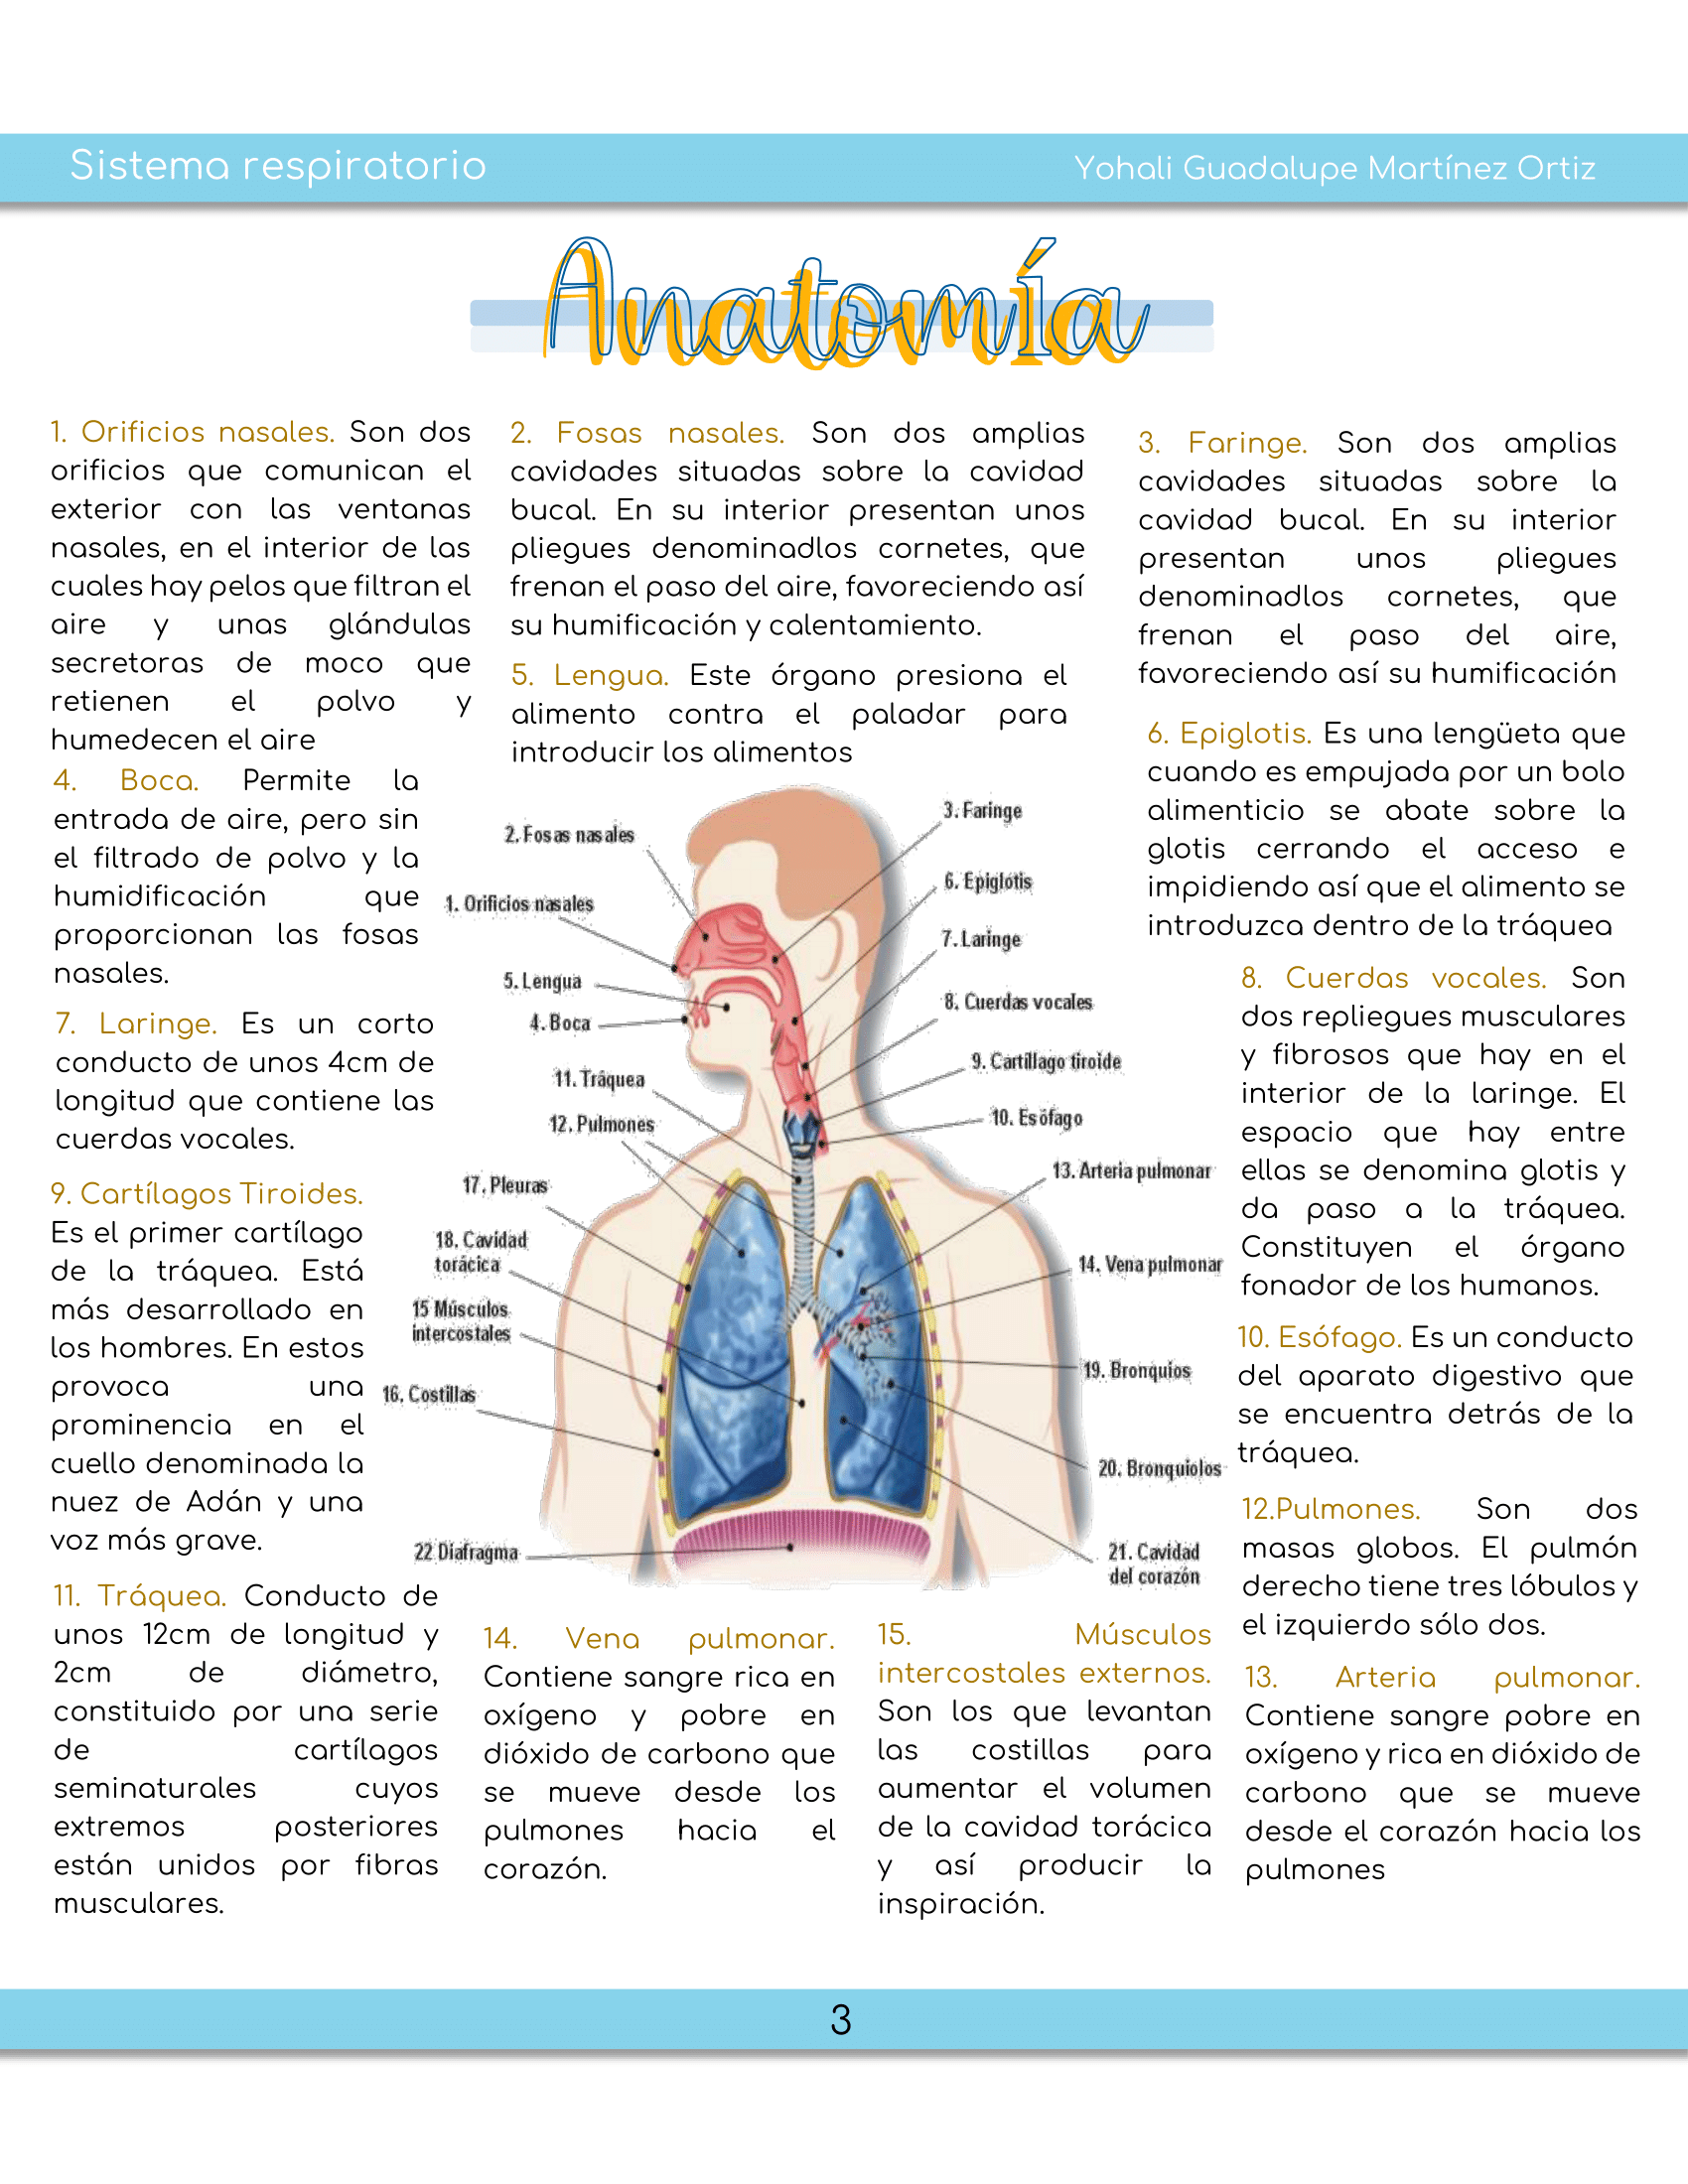 Sistema respiratorio
Yohali Guadalupe Martínez Ortiz
Anatomía
1. Orificios nasales. Son dos
orificios que comunican el
exterior con las ventanas
nasales, en el interior de las
cuales hay pelos que filtran el
aire y unas glándulas
secretoras de moco que
retienen el polvo y
humedecen el aire
2. Fosas nasales. Son dos amplias
cavidades situadas sobre la cavidad
bucal. En su interior presentan unos
pliegues denominadlos cornetes, que
frenan el paso del aire, favoreciendo así
su humificación y calentamiento.
3. Faringe. Son dos amplias
cavidades situadas sobre la
cavidad bucal. En su interior
presentan unos pliegues
denominadlos cornetes, que
frenan el paso del aire,
favoreciendo así su humificación
4. Boca. Permite la
entrada de aire, pero sin
el filtrado de polvo y la
humidificación que
proporcionan las fosas
nasales.
5. Lengua. Este órgano presiona el
alimento contra el paladar para
introducir los alimentos
6. Epiglotis. Es una lengüeta que
cuando es empujada por un bolo
alimenticio se abate sobre la
glotis cerrando el acceso e
impidiendo así que el alimento se
introduzca dentro de la tráquea
7. Laringe. Es un corto
conducto de unos 4cm de
longitud que contiene las
cuerdas vocales.
8. Cuerdas vocales. Son
dos repliegues musculares
y fibrosos que hay en el
interior de la laringe. El
espacio que hay entre
ellas se denomina glotis y
da paso a la tráquea.
Constituyen el órgano
fonador de los humanos.
9. Cartílagos Tiroides.
Es el primer cartílago
de la tráquea. Está
más desarrollado en
los hombres. En estos
provoca una
prominencia en el
cuello denominada la
nuez de Adán y una
voz más grave.
10. Esófago. Es un conducto
del aparato digestivo que
se encuentra detrás de la
tráquea.
11. Tráquea. Conducto de
unos 12cm de longitud y
2cm de diámetro,
constituido por una serie
de cartílagos
seminaturales cuyos
extremos posteriores
están unidos por fibras
musculares.
12.Pulmones. Son dos
masas globos. El pulmón
derecho tiene tres lóbulos y
el izquierdo sólo dos.
13. Arteria pulmonar.
Contiene sangre pobre en
oxígeno y rica en dióxido de
carbono que se mueve
desde el corazón hacia los
pulmones
14. Vena pulmonar.
Contiene sangre rica en
oxígeno y pobre en
dióxido de carbono que
se mueve desde los
pulmones hacia el
corazón.
15. Músculos
intercostales externos.
Son los que levantan
las costillas para
aumentar el volumen
de la cavidad torácica
y así producir la
inspiración.
2. Fosas nasales
1. Orificios nasales
5. Lengua
4. Boca
11. Tráquea
12. Pulmones
17. Pleuras
18. Cavidad
torácica
15 Músculos
intercostales
16. Costillas
22 Diafragma
3. Faringe
6. Epiglotis
7. Laringe
8. Cuerdas vocales
9. Cartíllago tiroide
10. Esófago
13. Arteria pulmonar
14. Vena pulmonar
19. Bronquios
20. Bronquiolos
21. Cavidad
del corazón
3